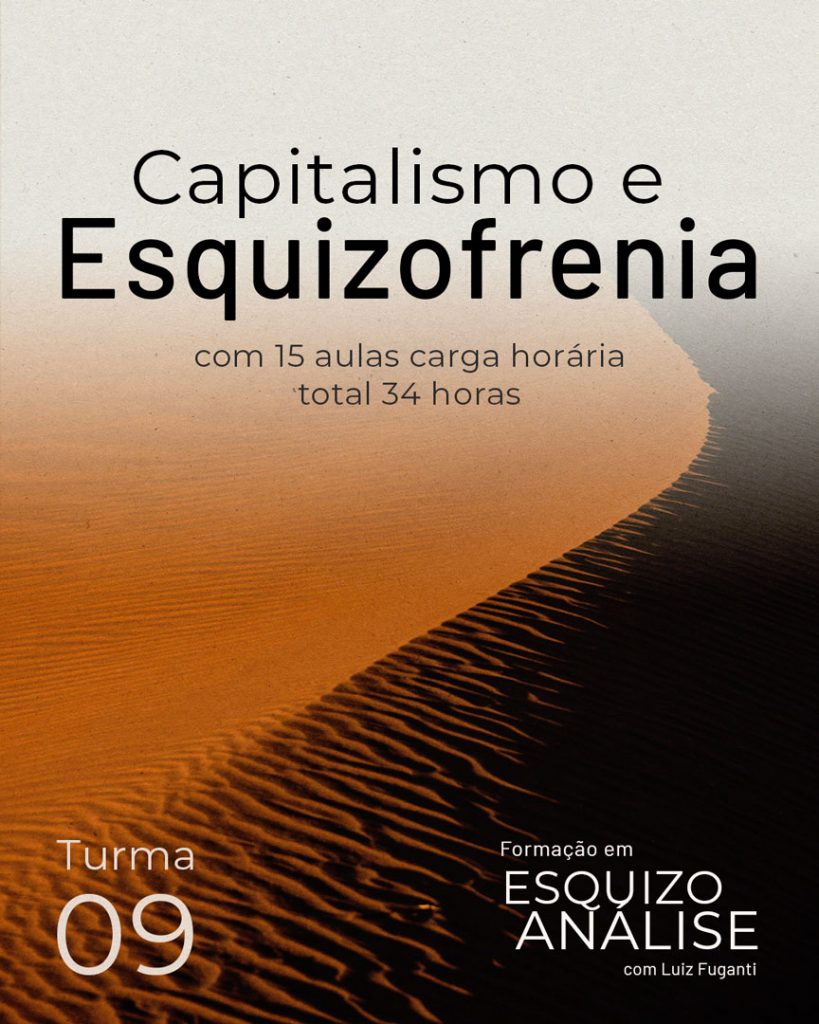 Capitalismo e
Esquizofrenia
com 15 aulas carga horária
total 34 horas
Turma
09
Formação em
ESQUIZO
ANÁLISE
com Luiz Fuganti